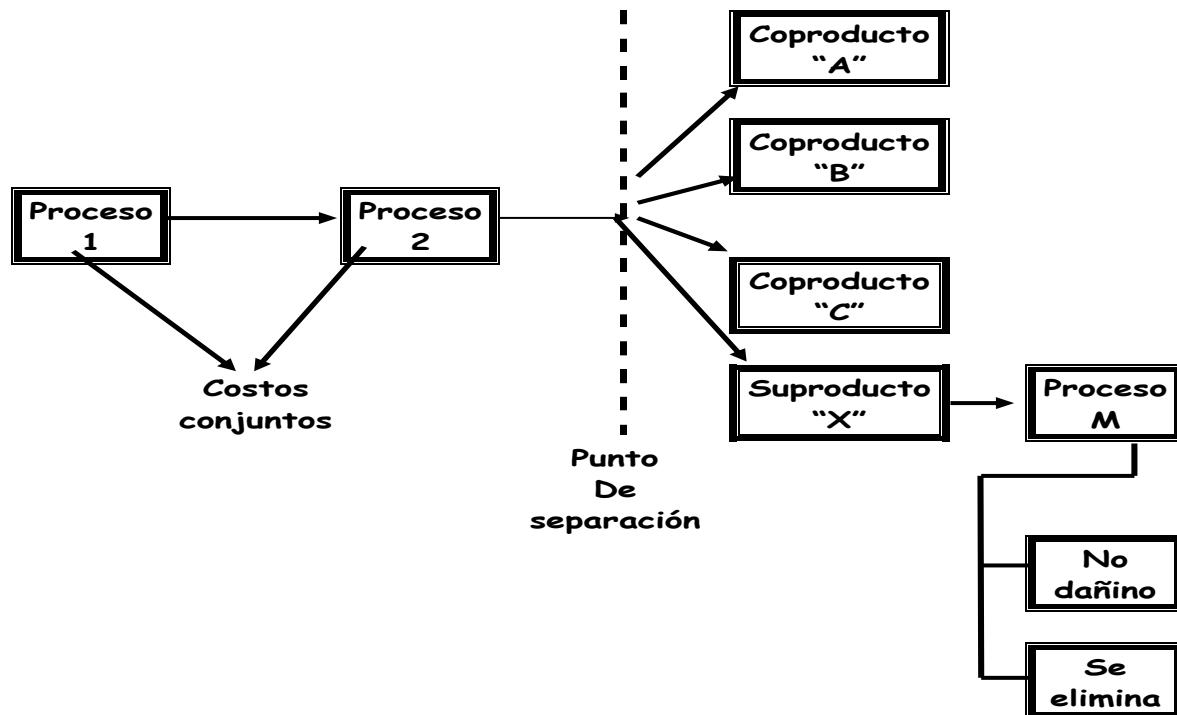 Coproducto
“A”
Coproducto
“B”
Proceso
1
Proceso
2
Coproducto
“C”
Costos
conjuntos
Suproducto
“X”
Proceso
M
Punto
De
separación
No
dañino
Se
elimina